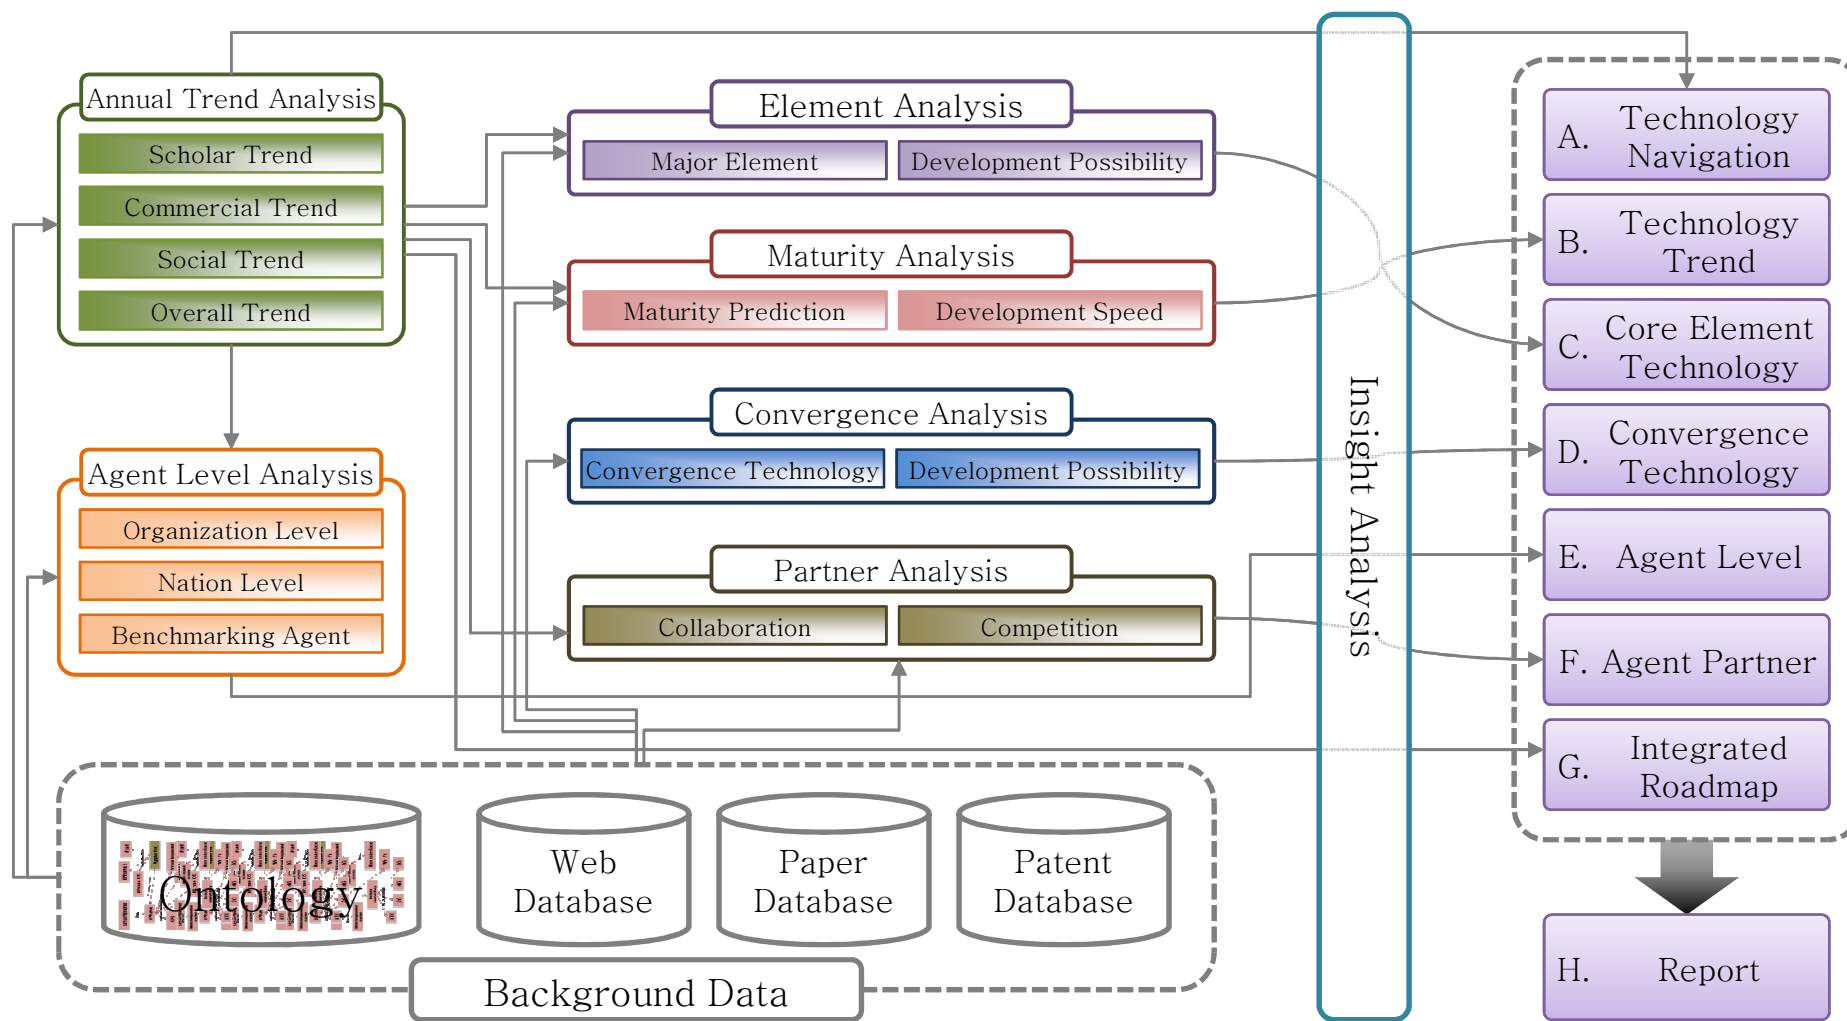 Annual Trend Analysis
Scholar Trend
Commercial Trend
Social Trend
Overall Trend
Agent Level Analysis
Organization Level
Nation Level
Benchmarking Agent
Element Analysis
Major Element
Development Possibility
Maturity Analysis
Maturity Prediction
Development Speed
Convergence Analysis
Convergence Technology
Development Possibility
Partner Analysis
Collaboration
Competition
Insight Analysis
A. Technology
Navigation
B. Technology
Trend
C. Core Element
Technology
D. Convergence
Technology
E. Agent Level
F. Agent Partner
G. Integrated
Roadmap
H. Report
Ontology
Web
Database
Paper
Database
Patent
Database
Background Data